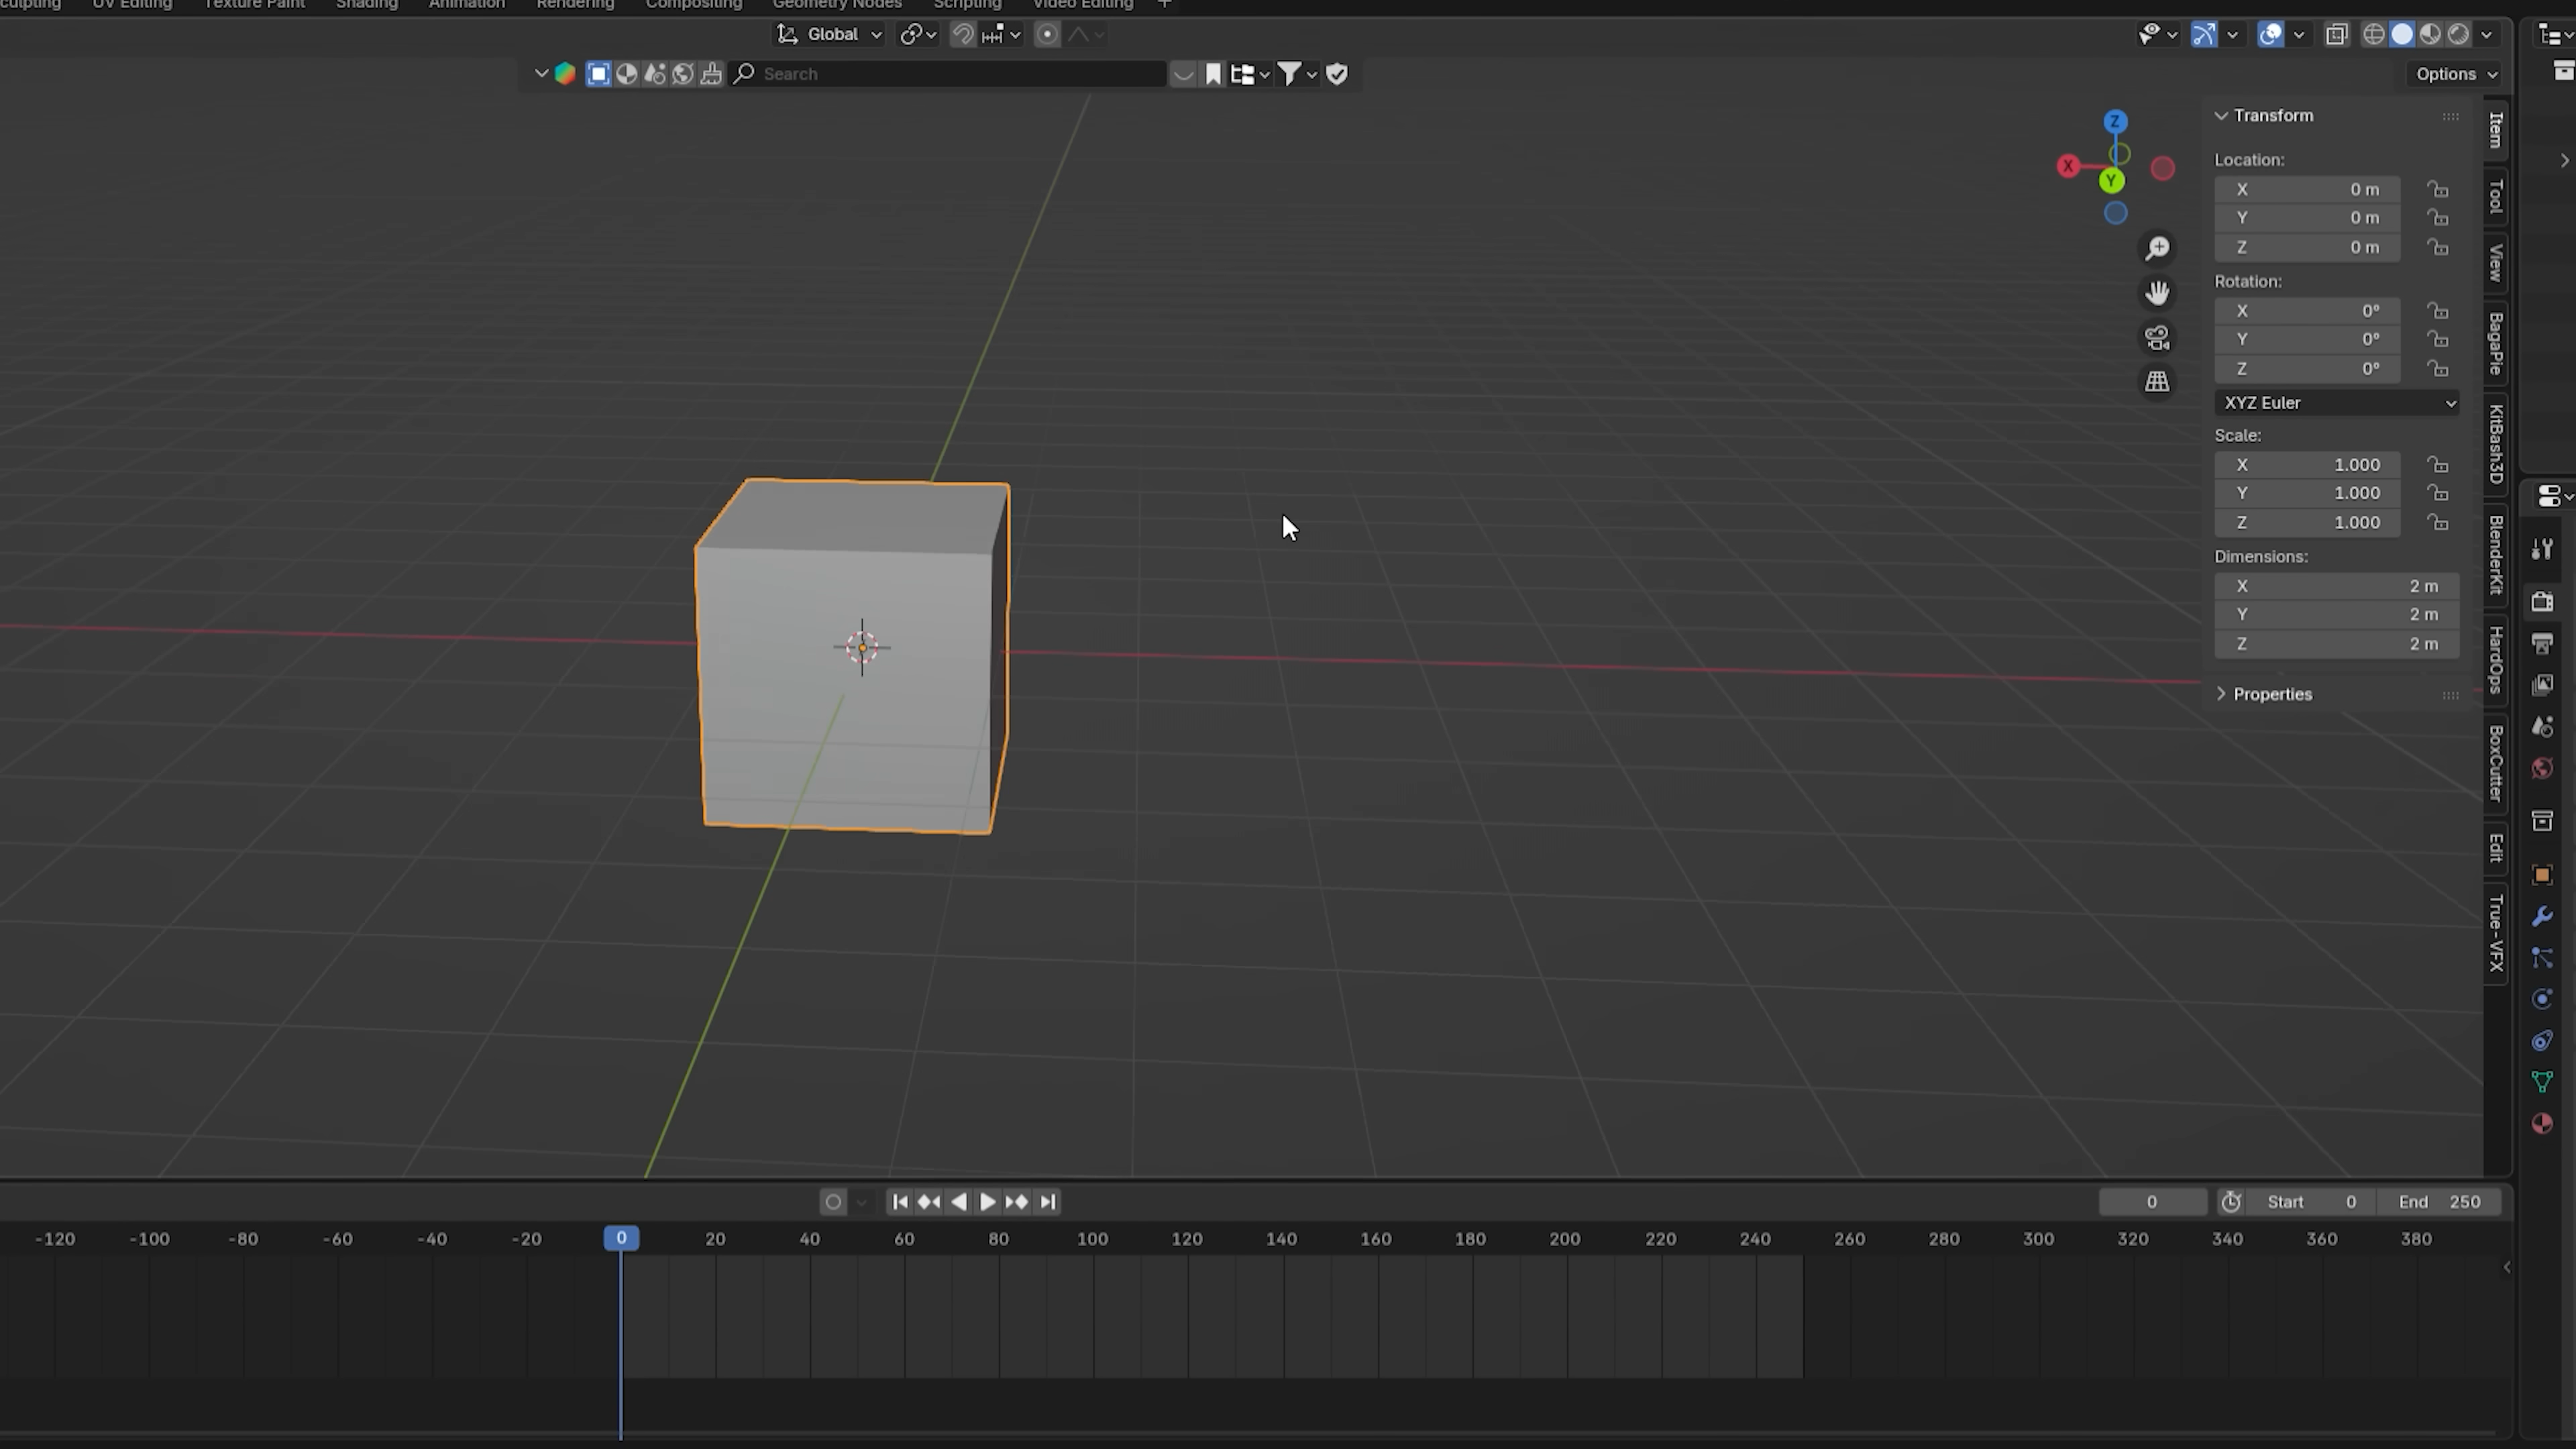 culpting UV Editing Texture Paint Shading Animation Rendering Compositing Geometry Nodes Scripting Video Editing +
Global
Search
Options
Z
X
Y
Transform
Location:
X 0 m
Y 0 m
Z 0 m
Rotation:
X 0°
Y 0°
Z 0°
XYZ Euler
Scale:
X 1.000
Y 1.000
Z 1.000
Dimensions:
X 2 m
Y 2 m
Z 2 m
Properties
Item
Tool
View
BagaPie
KitBash3D
BlenderKit
HardOps
BoxCutter
Edit
True-VFX
0 Start 0 End 250
-120 -100 -80 -60 -40 -20 0 20 40 60 80 100 120 140 160 180 200 220 240 260 280 300 320 340 360 380